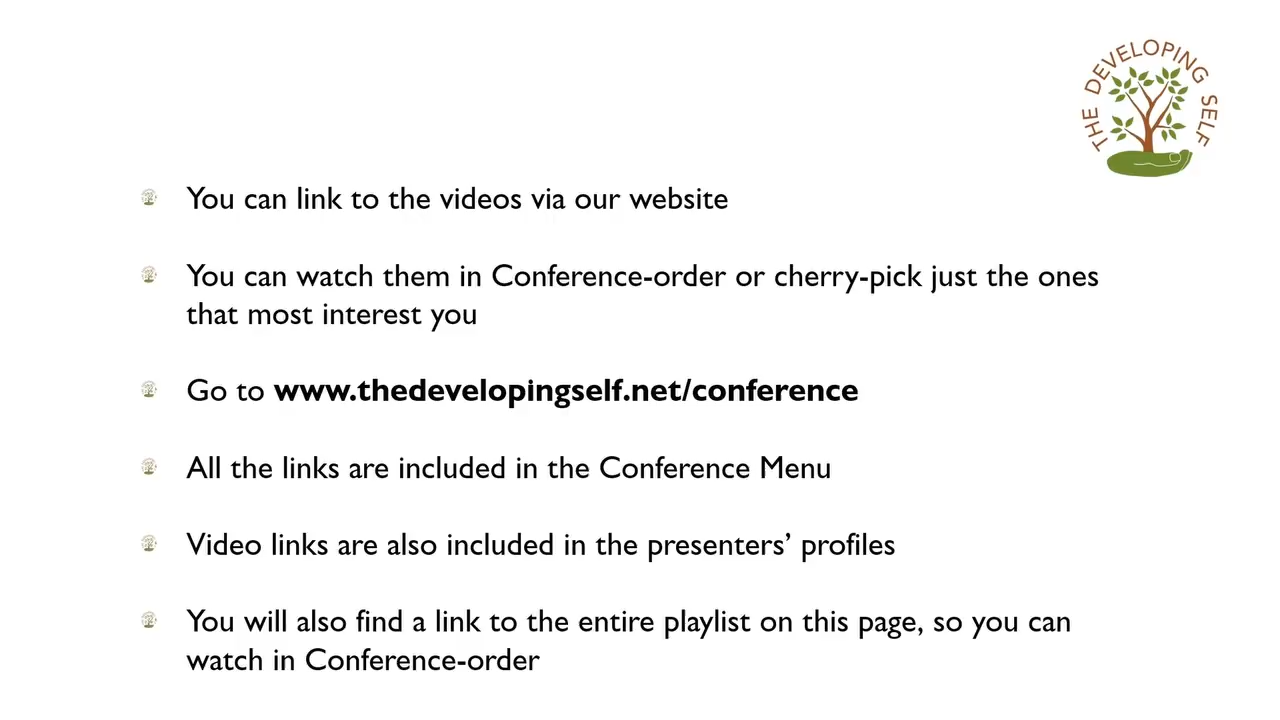 THE DEVELOPING SELF
You can link to the videos via our website
You can watch them in Conference-order or cherry-pick just the ones
that most interest you
Go to www.thedevelopingself.net/conference
All the links are included in the Conference Menu
Video links are also included in the presenters’ profiles
You will also find a link to the entire playlist on this page, so you can
watch in Conference-order